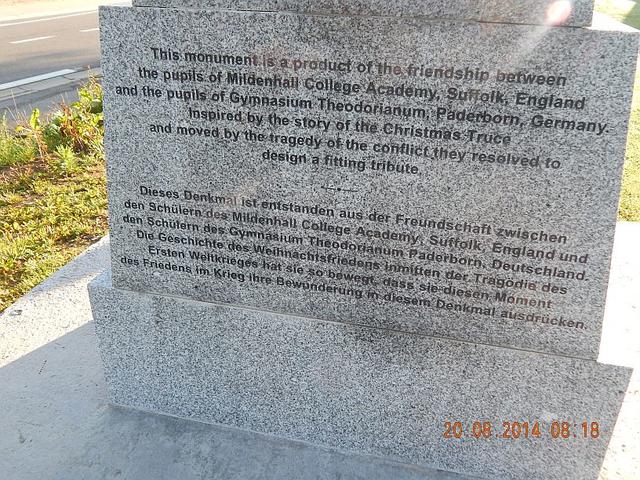 This monument is a product of the friendship between
the pupils of Mildenhall College Academy, Suffolk, England
and the pupils of Gymnasium Theodorianum, Paderborn, Germany.
Inspired by the story of the Christmas Truce
and moved by the tragedy of the conflict they resolved to
design a fitting tribute.
Dieses Denkmal ist entstanden aus der Freundschaft zwischen
den Schülern des Mildenhall College Academy, Suffolk, England und
den Schülern des Gymnasium Theodorianum Paderborn, Deutschland.
Die Geschichte des Weihnachtsfriedens inmitten der Tragödie des
Ersten Weltkrieges hat sie so bewegt, dass sie diesen Moment
des Friedens im Krieg ihre Bewunderung in diesem Denkmal ausdrücken.
20.08.2014 08.18